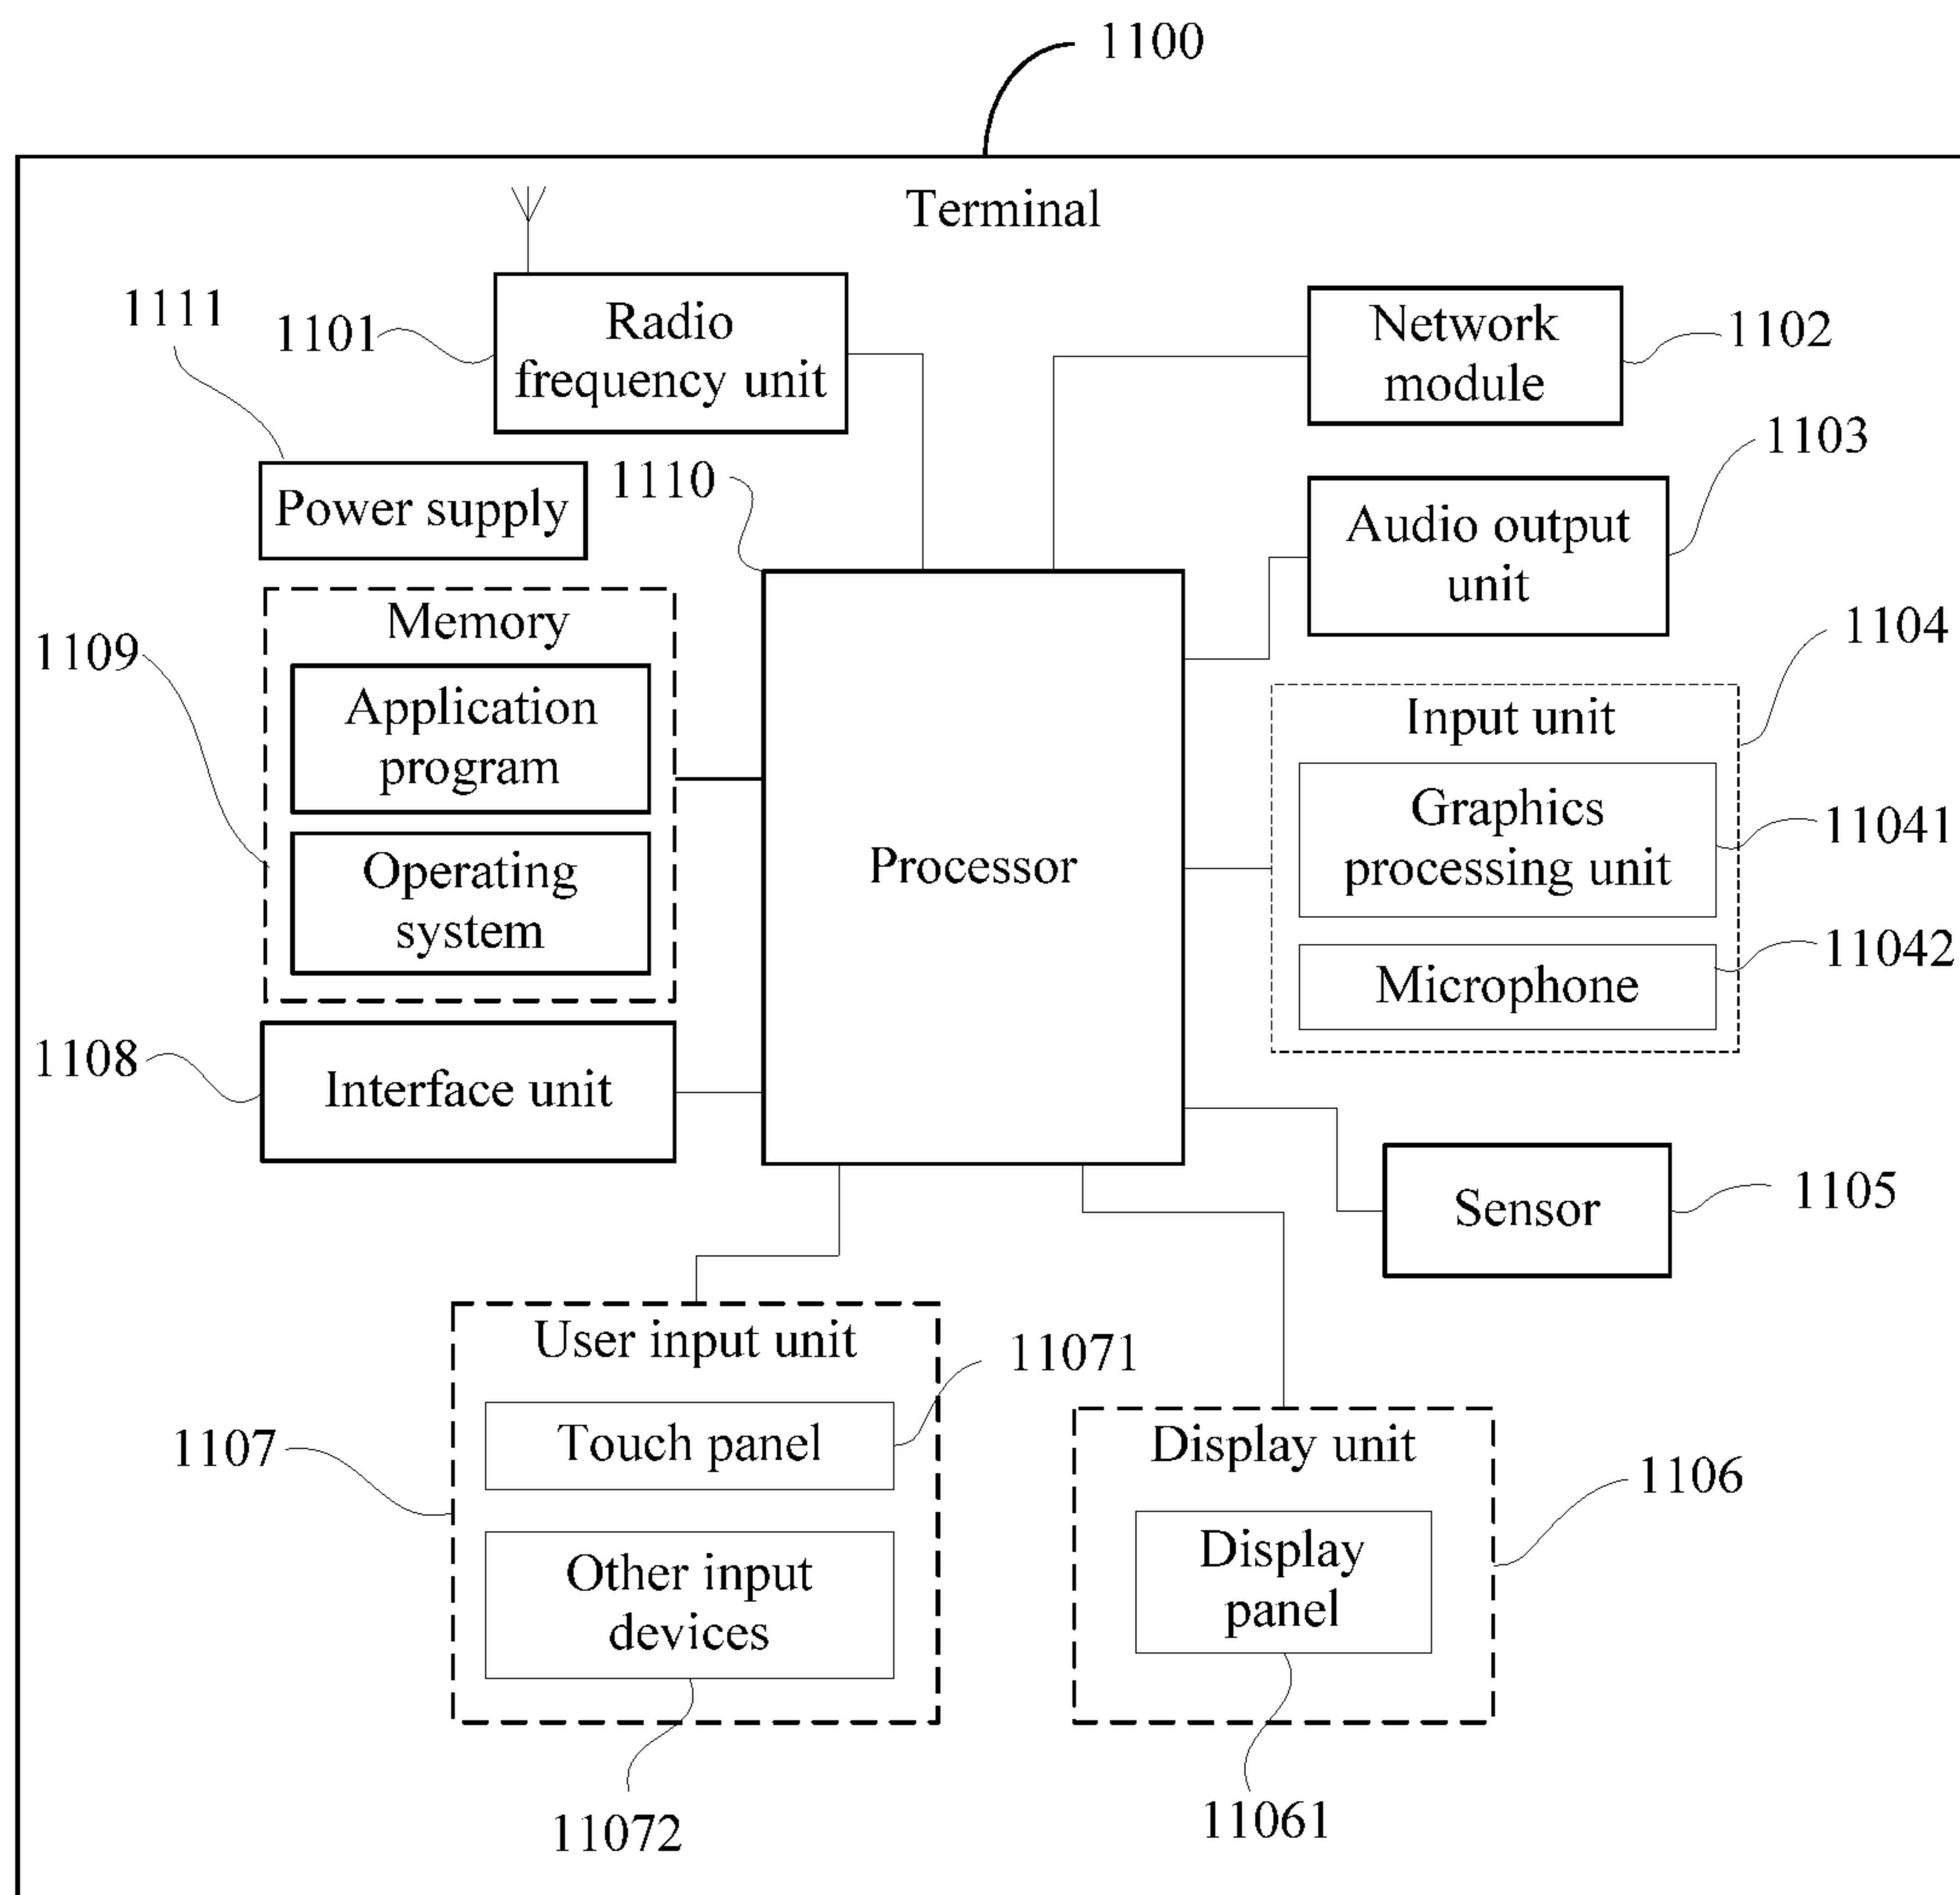 1100
Terminal
1111
1101
Radio
frequency unit
Network
module
1102
1103
Power supply
1110
Audio output
unit
1104
Memory
1109
Application
program
Operating
system
Processor
Input unit
Graphics
processing unit
11041
11042
Microphone
1108
Interface unit
Sensor
1105
User input unit
11071
1107
Touch panel
Other input
devices
11072
Display unit
1106
Display
panel
11061